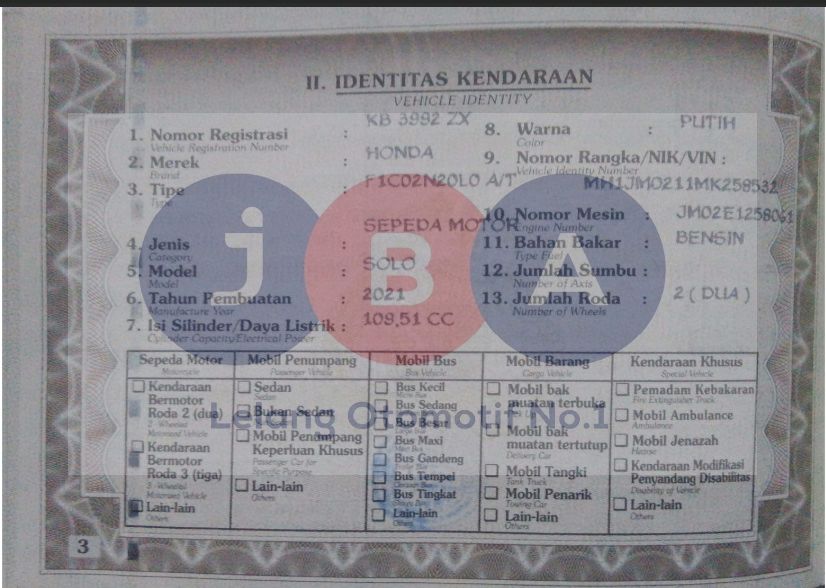 II. IDENTITAS KENDARAAN
VEHICLE IDENTITY
1. Nomor Registrasi : KB 3992 ZX
Vehicle Registration Number
2. Merek : HONDA
Brand
3. Tipe : F1C02N20L0 A/T
Type
4. Jenis : SEPEDA MOTOR
Category
5. Model : SOLO
Model
6. Tahun Pembuatan : 2021
Manufacture Year
7. Isi Silinder/Daya Listrik : 109,51 CC
Cylinder Capacity/Electrical Power
8. Warna : PUTIH
Color
9. Nomor Rangka/NIK/VIN :
Vehicle Identity Number
MH1JM0211MK258532
10. Nomor Mesin : JM02E1258061
Engine Number
11. Bahan Bakar : BENSIN
Type Fuel
12. Jumlah Sumbu :
Number of Axis
13. Jumlah Roda : 2 ( DUA )
Number of Wheels
jBA
Lelang Otomotif No.1
Sepeda Motor
Motorcycle
Kendaraan
Bermotor
Roda 2 (dua)
2 - Wheeled
Motorized Vehicle
Kendaraan
Bermotor
Roda 3 (tiga)
3 - Wheeled
Motorized Vehicle
Lain-lain
Others
Mobil Penumpang
Passenger Vehicle
Sedan
Sedan
Bukan Sedan
Mobil Penumpang
Keperluan Khusus
Passenger Car for
Specific Purpose
Lain-lain
Others
Mobil Bus
Bus Vehicle
Bus Kecil
Micro Bus
Bus Sedang
Bus Besar
Large Bus
Bus Maxi
Maxi Bus
Bus Gandeng
Bus Tempel
Bus Tingkat
Lain-lain
Others
Mobil Barang
Cargo Vehicle
Mobil bak
muatan terbuka
Mobil bak
muatan tertutup
Delivery Car
Mobil Tangki
Tank Truck
Mobil Penarik
Towing Car
Lain-lain
Others
Kendaraan Khusus
Special Vehicle
Pemadam Kebakaran
Fire Extinguisher Truck
Mobil Ambulance
Ambulance
Mobil Jenazah
Hearse
Kendaraan Modifikasi
Penyandang Disabilitas
Disability of Vehicle
Lain-lain
Others
3